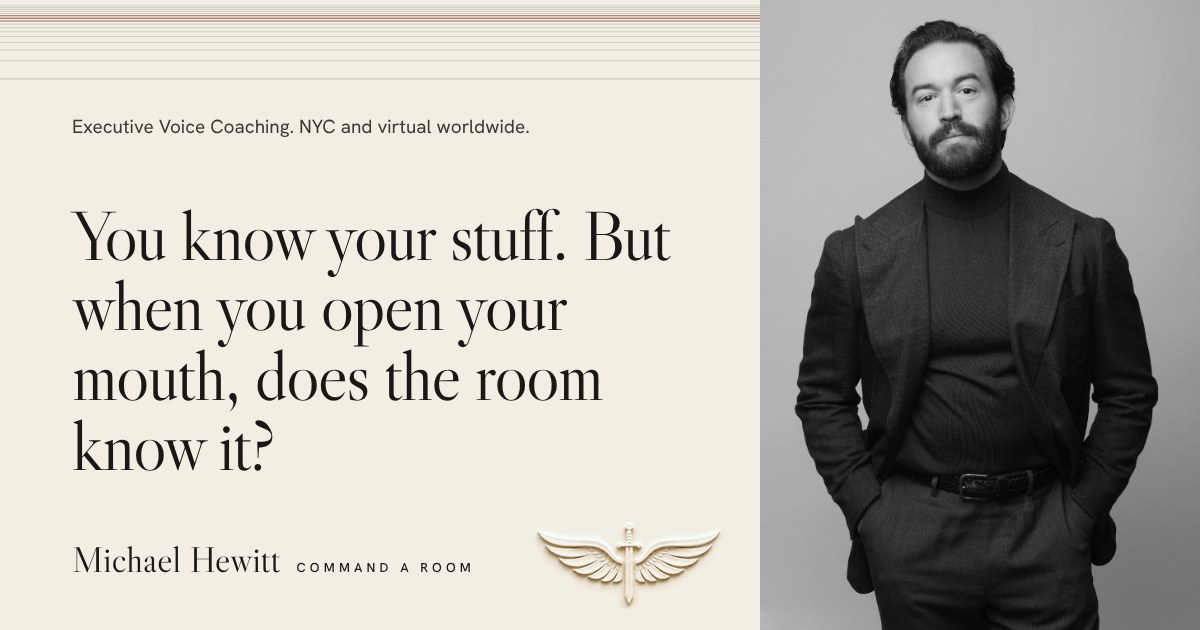 Executive Voice Coaching. NYC and virtual worldwide.
You know your stuff. But
when you open your
mouth, does the room
know it?
Michael Hewitt COMMAND A ROOM